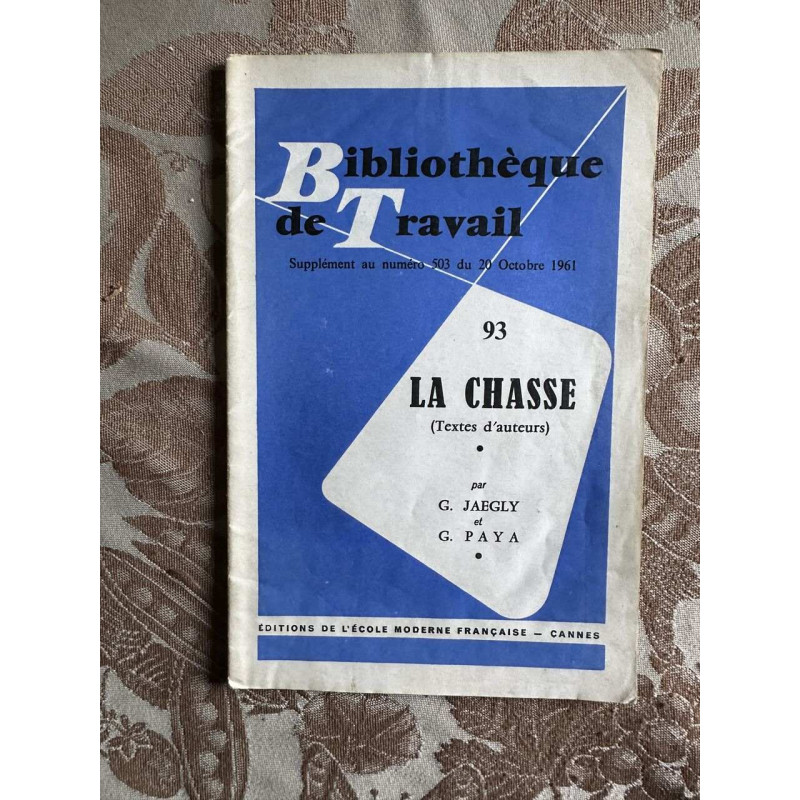 Bibliothèque
de Travail
Supplément au numéro 503 du 20 Octobre 1961
93
LA CHASSE
(Textes d'auteurs)
par
G. JAEGLY
et
G. PAYA
ÉDITIONS DE L'ÉCOLE MODERNE FRANÇAISE — CANNES